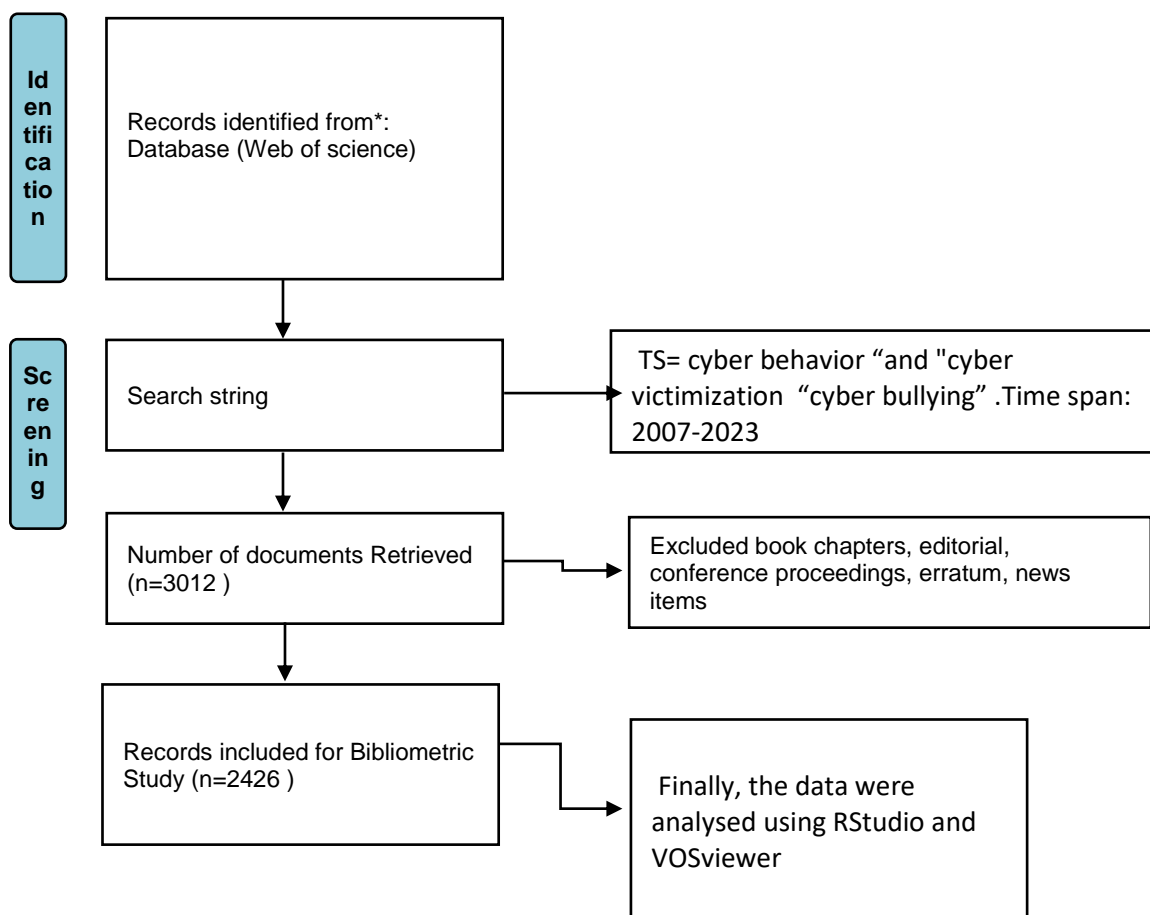 Id
en
tifi
ca
tio
n
Records identified from*:
Database (Web of science)
Sc
re
en
in
g
Search string
TS= cyber behavior “and "cyber
victimization “cyber bullying” .Time span:
2007-2023
Number of documents Retrieved
(n=3012 )
Excluded book chapters, editorial,
conference proceedings, erratum, news
items
Records included for Bibliometric
Study (n=2426 )
Finally, the data were
analysed using RStudio and
VOSviewer